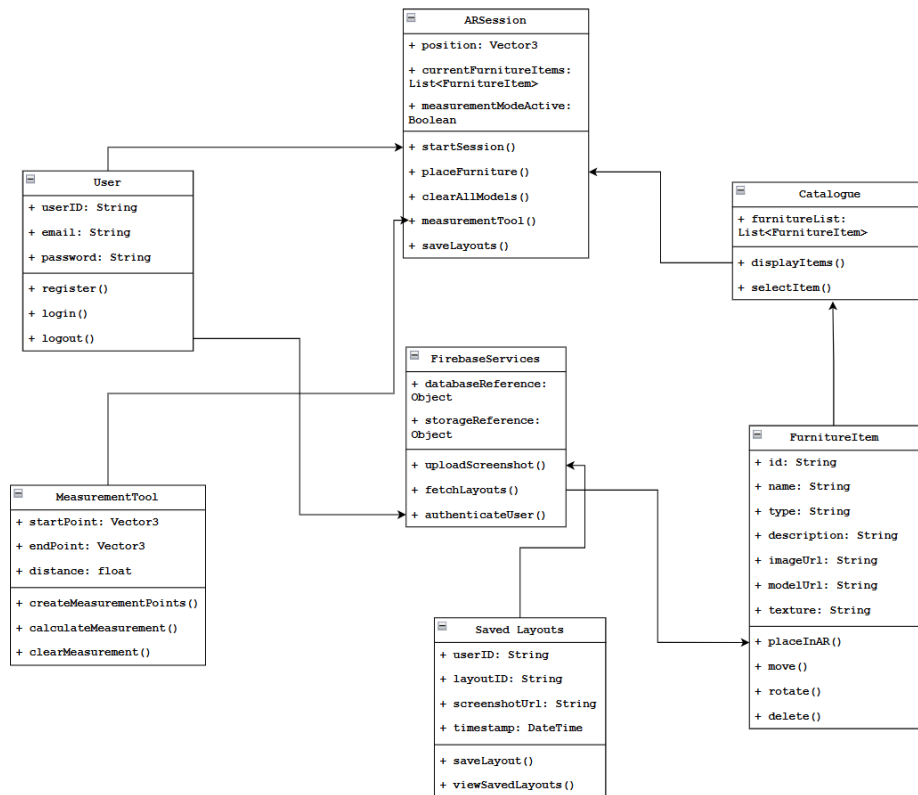 ARSession
+ position: Vector3
+ currentFurnitureItems:
List<FurnitureItem>
+ measurementModeActive:
Boolean
+ startSession()
+ placeFurniture()
+ clearAllModels()
+ measurementTool()
+ saveLayouts()
User
+ userID: String
+ email: String
+ password: String
+ register()
+ login()
+ logout()
Catalogue
+ furnitureList:
List<FurnitureItem>
+ displayItems()
+ selectItem()
FirebaseServices
+ databaseReference:
Object
+ storageReference:
Object
+ uploadScreenshot()
+ fetchLayouts()
+ authenticateUser()
FurnitureItem
+ id: String
+ name: String
+ type: String
+ description: String
+ imageUrl: String
+ modelUrl: String
+ texture: String
+ placeInAR()
+ move()
+ rotate()
+ delete()
MeasurementTool
+ startPoint: Vector3
+ endPoint: Vector3
+ distance: float
+ createMeasurementPoints()
+ calculateMeasurement()
+ clearMeasurement()
Saved Layouts
+ userID: String
+ layoutID: String
+ screenshotUrl: String
+ timestamp: DateTime
+ saveLayout()
+ viewSavedLayouts()